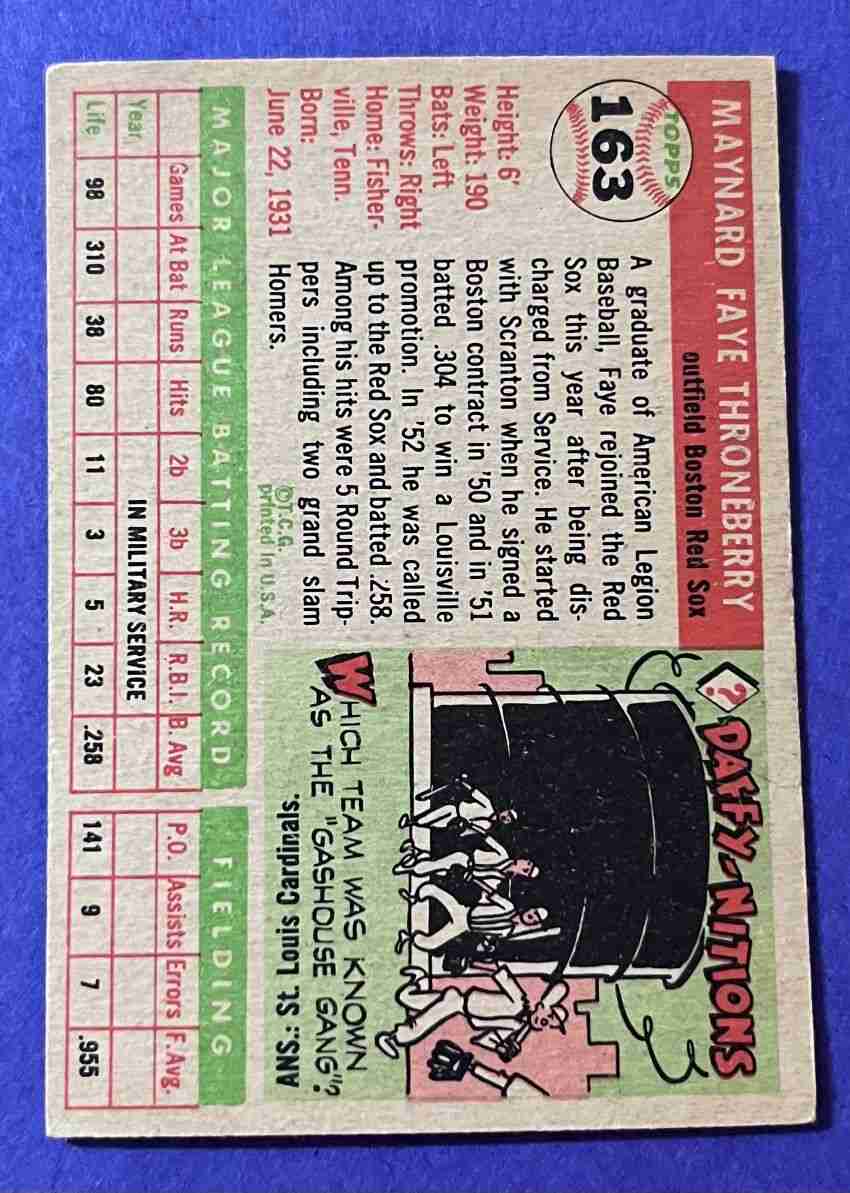 MAYNARD FAYE THRONEBERRY
outfield Boston Red Sox
TOPPS
163
Height: 6'
Weight: 190
Bats: Left
Throws: Right
Home: Fisher-
ville, Tenn.
Born:
June 22, 1931
A graduate of American Legion
Baseball, Faye rejoined the Red
Sox this year after being dis-
charged from Service. He started
with Scranton when he signed a
Boston contract in '50 and in '51
batted .304 to win a Louisville
promotion. In '52 he was called
up to the Red Sox and batted .258.
Among his hits were 5 Round Trip-
pers including two grand slam
Homers.
©T.C.G.
printed in U.S.A.
? DAFFY-NITIONS
WHICH TEAM WAS KNOWN
AS THE "GASHOUSE GANG"?
ANS.: St. Louis Cardinals.
MAJOR LEAGUE BATTING RECORD FIELDING
Games At Bat Runs Hits 2b 3b H.R. R.B.I. B. Avg P.O. Assists Errors F.Avg.
Year IN MILITARY SERVICE
Life 98 310 38 80 11 3 5 23 .258 141 9 7 .955